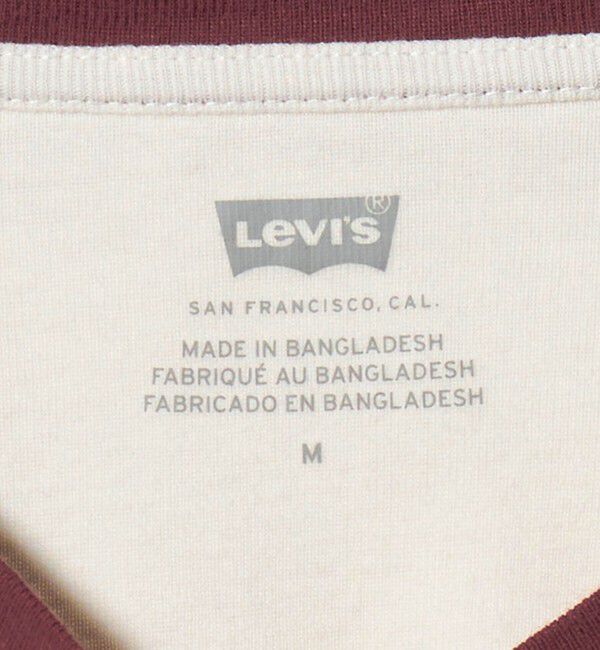 Levi's®
SAN FRANCISCO, CAL.
MADE IN BANGLADESH
FABRIQUÉ AU BANGLADESH
FABRICADO EN BANGLADESH
M